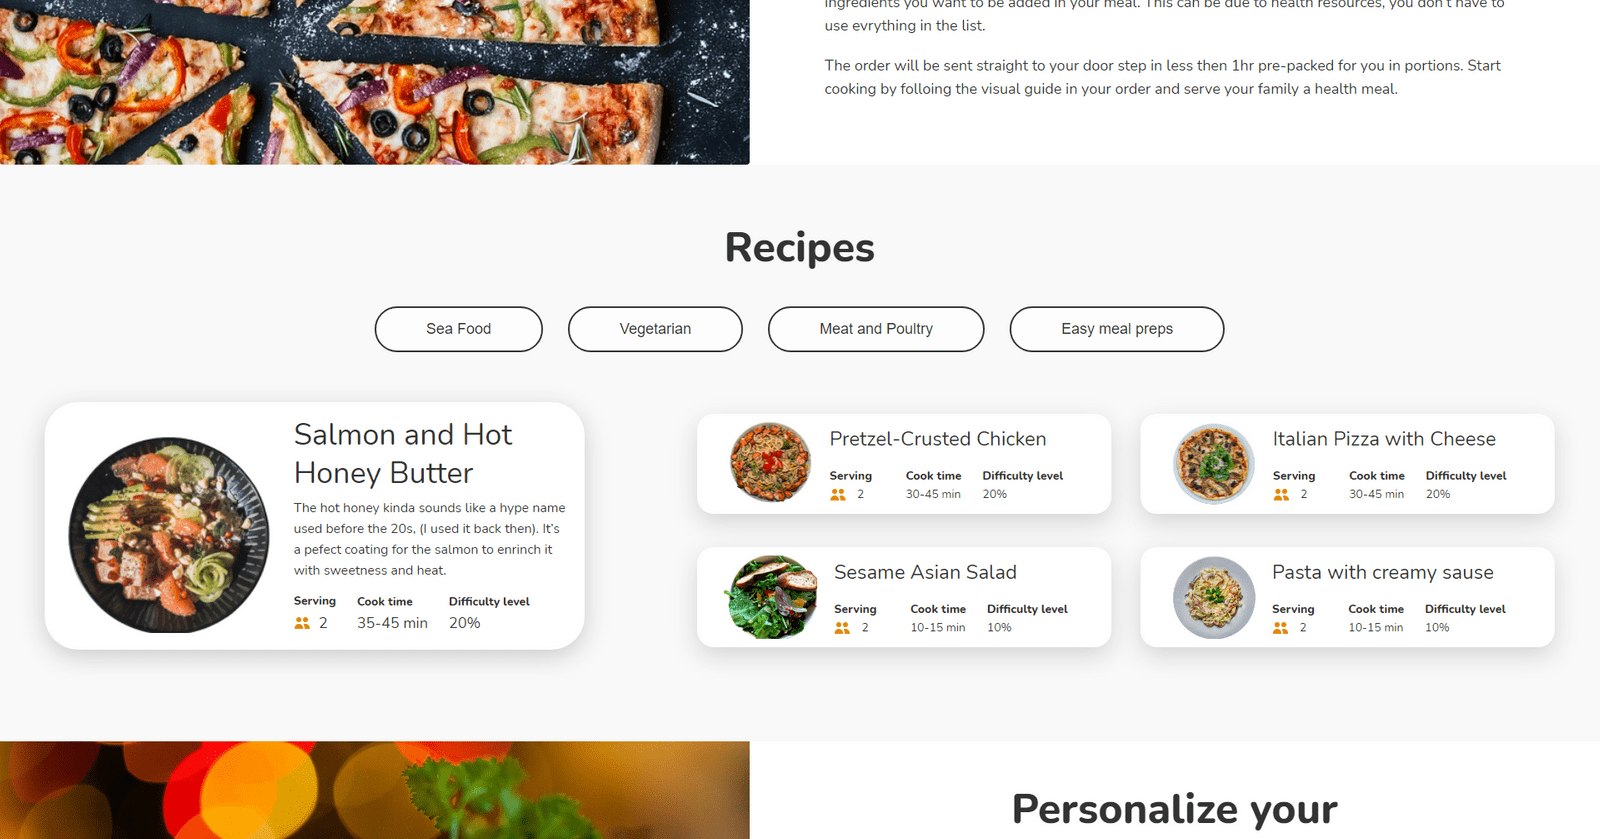 ingredients you want to be added in your meal. This can be due to health resources, you don't have to
use evrything in the list.
The order will be sent straight to your door step in less then 1hr pre-packed for you in portions. Start
cooking by folloing the visual guide in your order and serve your family a health meal.
Recipes
Sea Food
Vegetarian
Meat and Poultry
Easy meal preps
Salmon and Hot
Honey Butter
The hot honey kinda sounds like a hype name
used before the 20s, (I used it back then). It's
a pefect coating for the salmon to enrinch it
with sweetness and heat.
Serving Cook time Difficulty level
2 35-45 min 20%
Pretzel-Crusted Chicken
Serving Cook time Difficulty level
2 30-45 min 20%
Italian Pizza with Cheese
Serving Cook time Difficulty level
2 30-45 min 20%
Sesame Asian Salad
Serving Cook time Difficulty level
2 10-15 min 10%
Pasta with creamy sause
Serving Cook time Difficulty level
2 10-15 min 10%
Personalize your